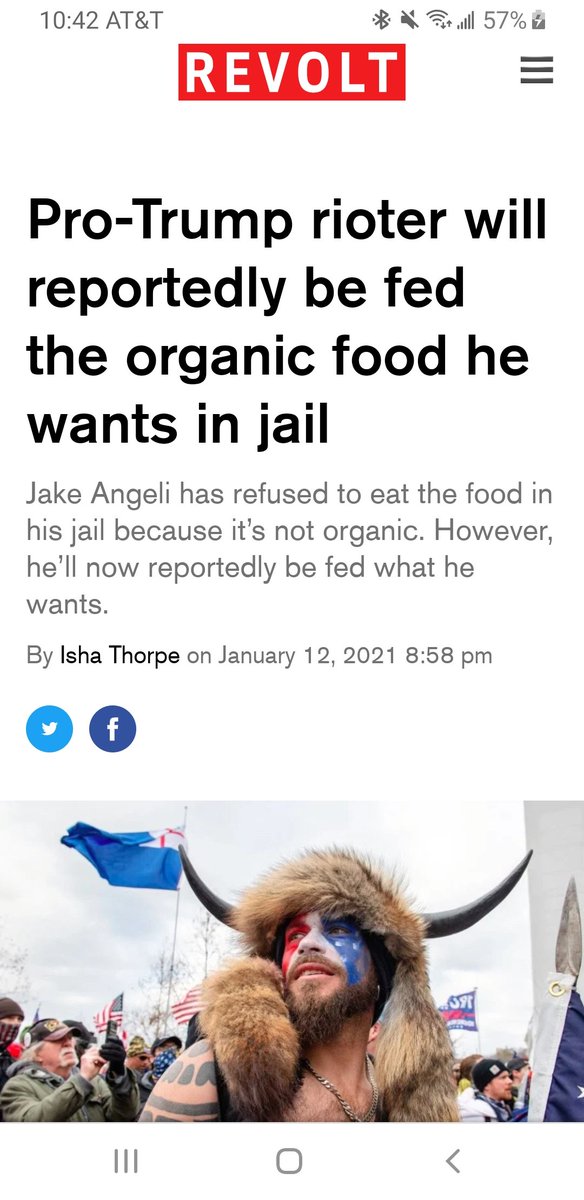 10:42 AT&T 57%
REVOLT
Pro-Trump rioter will
reportedly be fed
the organic food he
wants in jail
Jake Angeli has refused to eat the food in
his jail because it’s not organic. However,
he’ll now reportedly be fed what he
wants.
By Isha Thorpe on January 12, 2021 8:58 pm